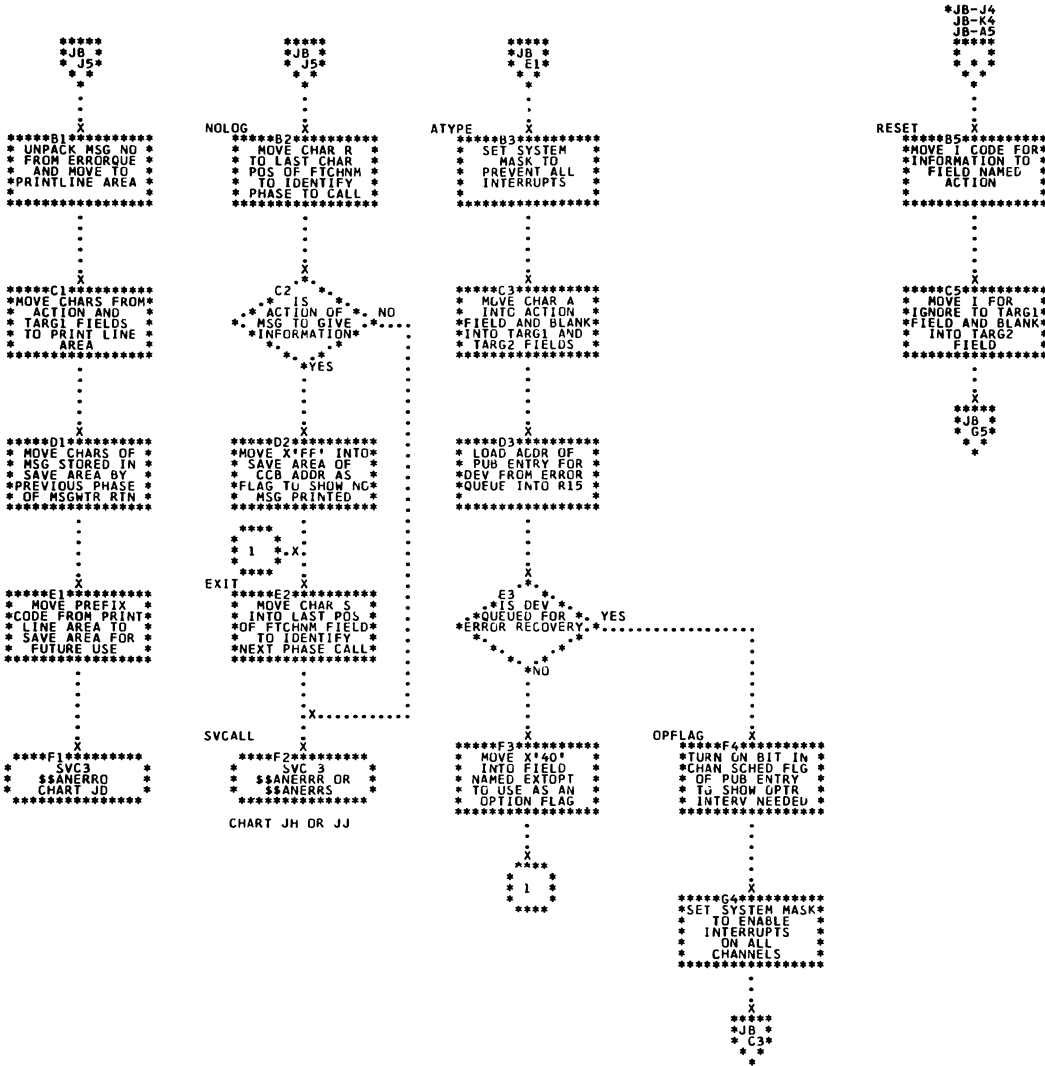 *JB-J4
JB-K4
JB-A5
JB
J5
B1
UNPACK MSG NO
FROM ERRORQUE
AND MOVE TO
PRINTLINE AREA
C1
MOVE CHARS FROM
ACTION AND
TARG1 FIELDS
TO PRINT LINE
AREA
D1
MOVE CHARS OF
MSG STORED IN
SAVE AREA BY
PREVIOUS PHASE
OF MSGWTR RTN
E1
MOVE PREFIX
CODE FROM PRINT
LINE AREA TO
SAVE AREA FOR
FUTURE USE
F1
SVC3
$$ANERRO
CHART JD
JB
J5
NOLOG
B2
MOVE CHAR R
TO LAST CHAR
POS OF FTCHNM
TO IDENTIFY
PHASE TO CALL
C2
IS
ACTION OF
MSG TO GIVE
INFORMATION
NO
YES
D2
MOVE X'FF' INTO
SAVE AREA OF
CCB ADDR AS
FLAG TO SHOW NO
MSG PRINTED
1
EXIT
E2
MOVE CHAR S
INTO LAST POS
OF FTCHNM FIELD
TO IDENTIFY
NEXT PHASE CALL
SVCALL
F2
SVC 3
$$ANERRR OR
$$ANERRS
CHART JH OR JJ
JB
E1
ATYPE
B3
SET SYSTEM
MASK TO
PREVENT ALL
INTERRUPTS
C3
MOVE CHAR A
INTO ACTION
FIELD AND BLANK
INTO TARG1 AND
TARG2 FIELDS
D3
LOAD ADDR OF
PUB ENTRY FOR
DEV FROM ERROR
QUEUE INTO R15
E3
IS DEV
QUEUED FOR
ERROR RECOVERY
YES
NO
F3
MOVE X'40'
INTO FIELD
NAMED EXTOPT
TO USE AS AN
OPTION FLAG
1
OPFLAG
F4
TURN ON BIT IN
CHAN SCHED FLG
OF PUB ENTRY
TO SHOW OPTR
INTERV NEEDED
G4
SET SYSTEM MASK
TO ENABLE
INTERRUPTS
ON ALL
CHANNELS
JB
C3
RESET
B5
MOVE I CODE FOR
INFORMATION TO
FIELD NAMED
ACTION
C5
MOVE I FOR
IGNORE TO TARG1
FIELD AND BLANK
INTO TARG2
FIELD
JB
G5